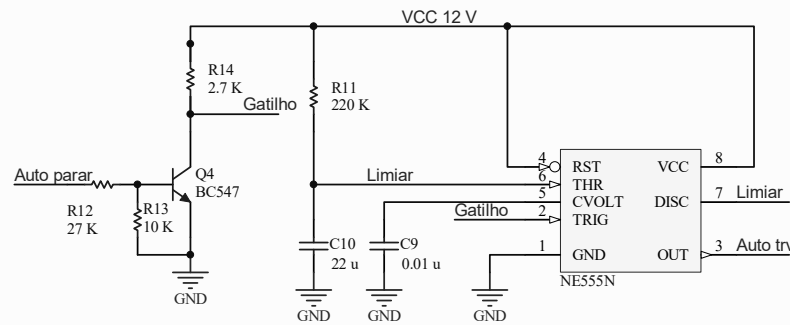 VCC 12 V
R14
2.7 K
Gatilho
R11
220 K
Auto parar
R12
27 K
R13
10 K
Q4
BC547
GND
Limiar
C10
22 u
GND
C9
0.01 u
GND
Gatilho
GND
4
6
5
2
1
RST
THR
CVOLT
TRIG
GND
VCC
DISC
OUT
8
7
3
Limiar
Auto trv
NE555N